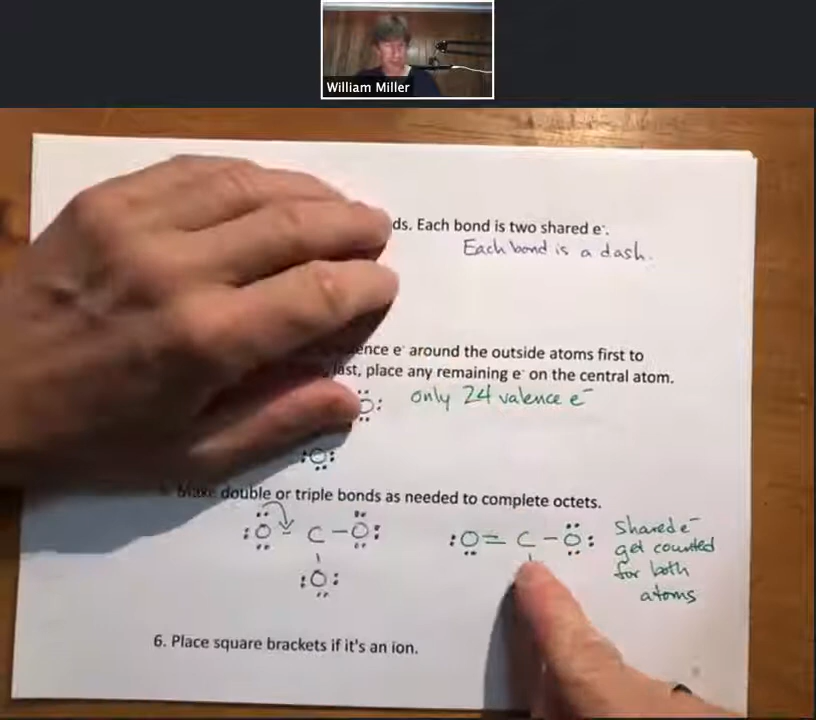 William Miller
ds. Each bond is two shared e⁻.
Each bond is a dash.
ence e⁻ around the outside atoms first to
last, place any remaining e⁻ on the central atom.
:Ö: only 24 valence e⁻
:Ö:
Make double or triple bonds as needed to complete octets.
:O - C - O: :O = C - O: shared e⁻
get counted
:O: for both
atoms
6. Place square brackets if it's an ion.